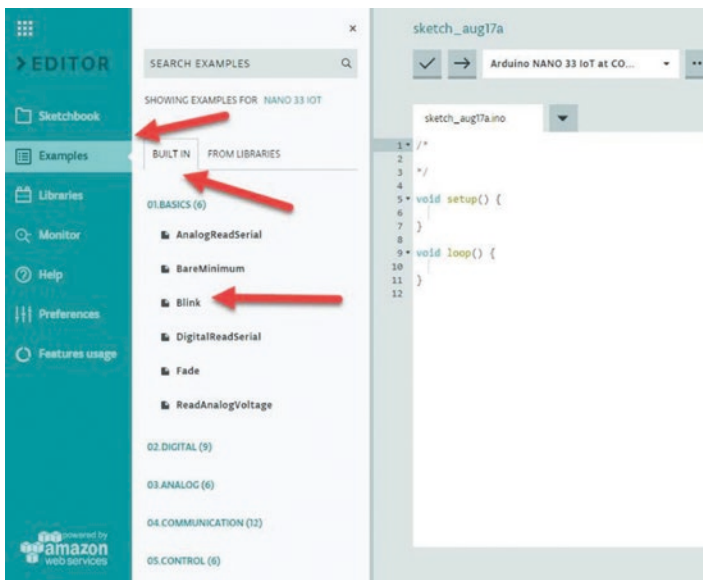 > EDITOR
Sketchbook
Examples
Libraries
Monitor
Help
Preferences
Features usage
powered by
amazon
web services
×
SEARCH EXAMPLES
SHOWING EXAMPLES FOR NANO 33 IOT
BUILT IN FROM LIBRARIES
01.BASICS (6)
AnalogReadSerial
BareMinimum
Blink
DigitalReadSerial
Fade
ReadAnalogVoltage
02.DIGITAL (9)
03.ANALOG (6)
04.COMMUNICATION (12)
05.CONTROL (6)
sketch_aug17a
Arduino NANO 33 IoT at CO...
sketch_aug17a.ino
1 /*
2
3 */
4
5 void setup() {
6
7 }
8
9 void loop() {
10
11 }
12